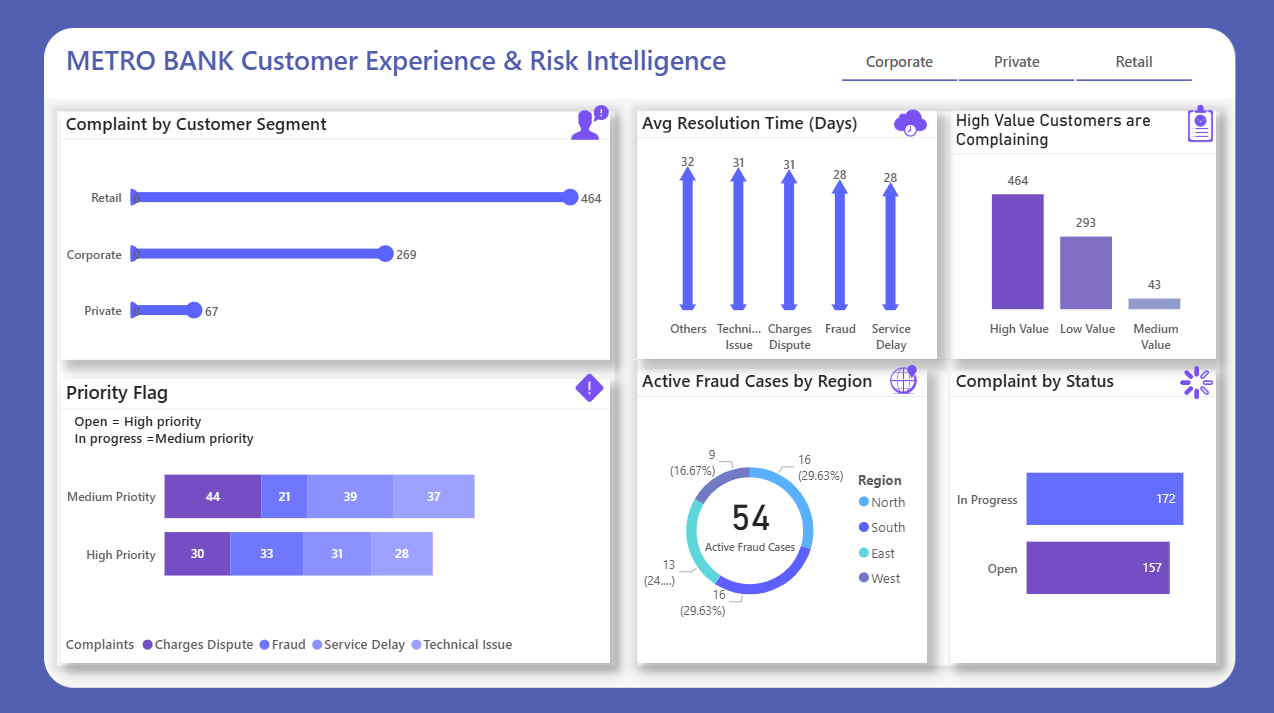 METRO BANK Customer Experience & Risk Intelligence
Corporate
Private
Retail
Complaint by Customer Segment
Retail
0
464
Corporate
0
269
Private
0
67
Avg Resolution Time (Days)
32
31
31
28
28
Others
Techni... Issue
Charges Dispute
Fraud
Service Delay
High Value Customers are
Complaining
464
293
43
High Value
Low Value
Medium
Value
Priority Flag
Open = High priority
In progress =Medium priority
Medium Priotity
44
21
39
37
High Priority
30
33
31
28
Complaints
Charges Dispute
Fraud
Service Delay
Technical Issue
Active Fraud Cases by Region
9
(16.67%)
16
(29.63%)
54
Active Fraud Cases
13
(24....)
16
(29.63%)
Region
North
South
East
West
Complaint by Status
In Progress
172
Open
157